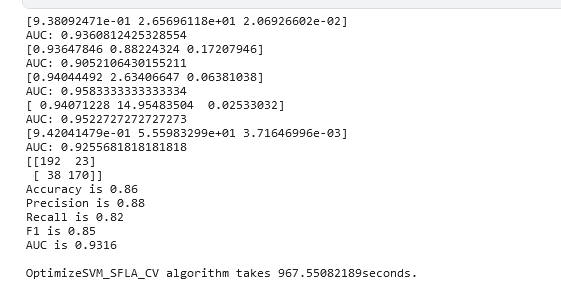 [9.38092471e-01 2.65696118e+01 2.06926602e-02]
AUC: 0.9360812425328554
[0.93647846 0.88224324 0.17207946]
AUC: 0.9052106430155211
[0.94044492 2.63406647 0.06381038]
AUC: 0.9583333333333334
[ 0.94071228 14.95483504  0.02533032]
AUC: 0.9522727272727273
[9.42041479e-01 5.55983299e+01 3.71646996e-03]
AUC: 0.9255681818181818
[[192  23]
 [ 38 170]]
Accuracy is 0.86
Precision is 0.88
Recall is 0.82
F1 is 0.85
AUC is 0.9316

OptimizeSVM_SFLA_CV algorithm takes 967.55082189seconds.